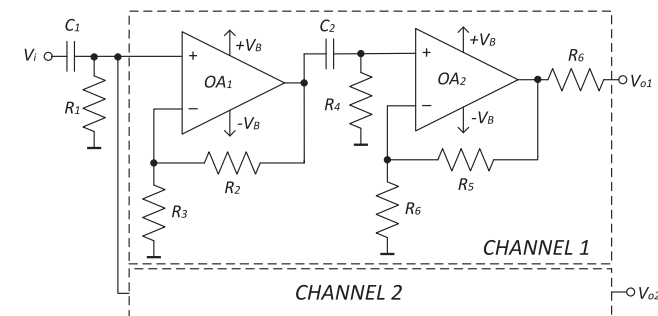 C1
C2
Vi
+VB
+VB
R6
+
+
OA1
OA2
Vo1
R1
R4
−
−
-VB
-VB
R2
R5
R3
R6
CHANNEL 1
CHANNEL 2
Vo2